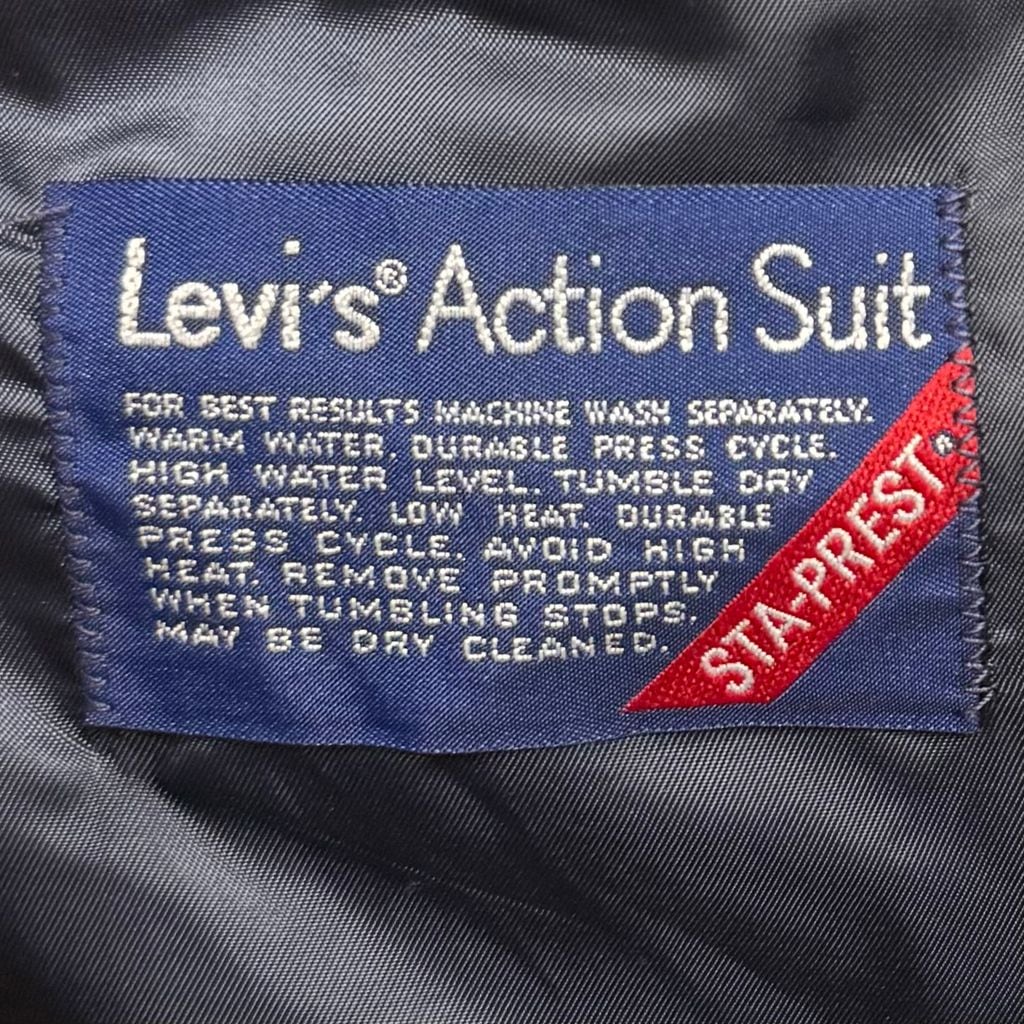 Levi's® Action Suit
FOR BEST RESULTS MACHINE WASH SEPARATELY.
WARM WATER. DURABLE PRESS CYCLE.
HIGH WATER LEVEL. TUMBLE DRY
SEPARATELY. LOW HEAT. DURABLE
PRESS CYCLE. AVOID HIGH
HEAT. REMOVE PROMPTLY
WHEN TUMBLING STOPS.
MAY BE DRY CLEANED.
STA-PREST®